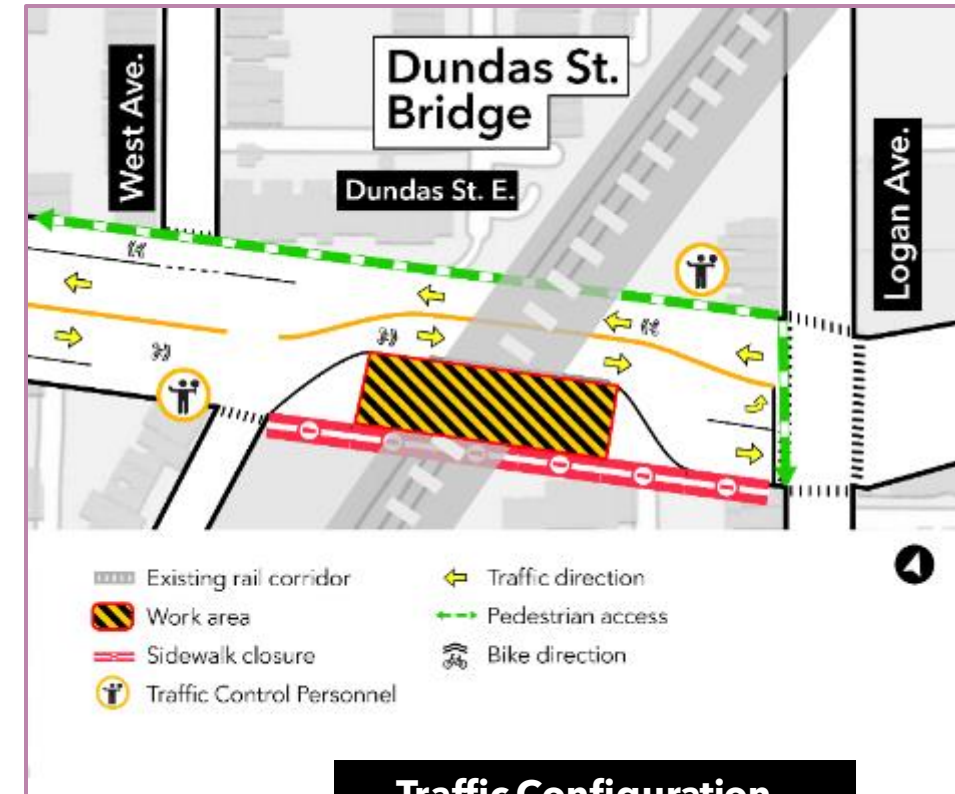 West Ave.
Dundas St.
Bridge
Dundas St. E.
Logan Ave.
Existing rail corridor
Work area
Sidewalk closure
Traffic Control Personnel
Traffic direction
Pedestrian access
Bike direction
Traffic Configuration